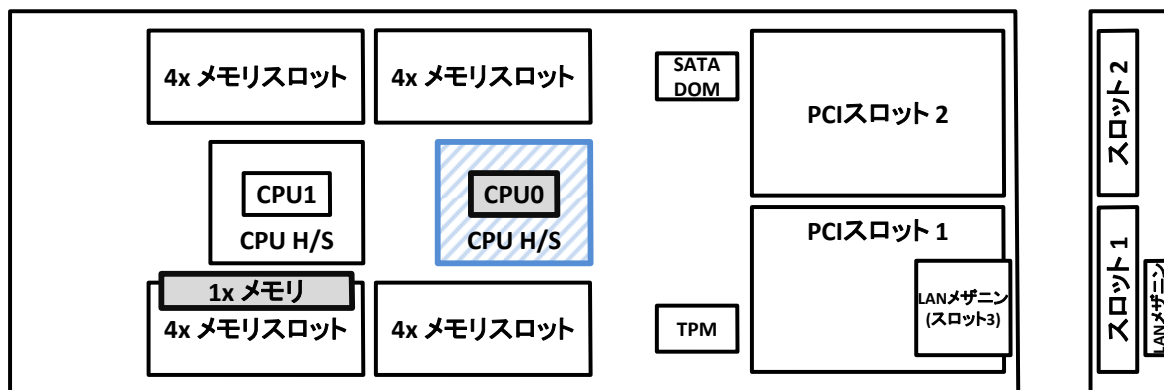 4x メモリスロット
4x メモリスロット
SATA
DOM
PCIスロット 2
スロット 2
CPU1
CPU H/S
CPU0
CPU H/S
PCIスロット 1
スロット 1
1x メモリ
4x メモリスロット
4x メモリスロット
TPM
LANメザニン
(スロット3)
LANメザニン